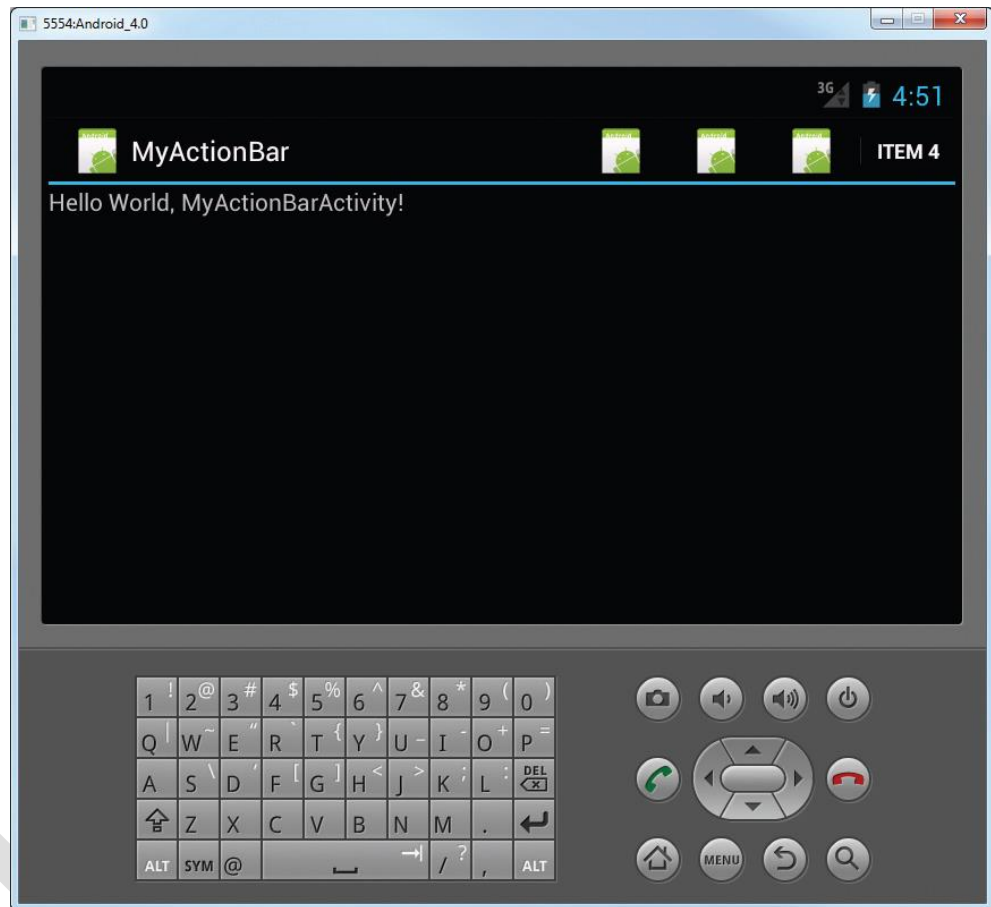 5554:Android_4.0
3G 4:51
MyActionBar ITEM 4
Hello World, MyActionBarActivity!
1 ! 2 @ 3 # 4 $ 5 % 6 ^ 7 & 8 * 9 ( 0 )
Q | W ~ E " R ` T { Y } U - I - O + P =
A S \ D ' F [ G ] H < J > K ; L : DEL
Z X C V B N M .
ALT SYM @ / ? , ALT
MENU